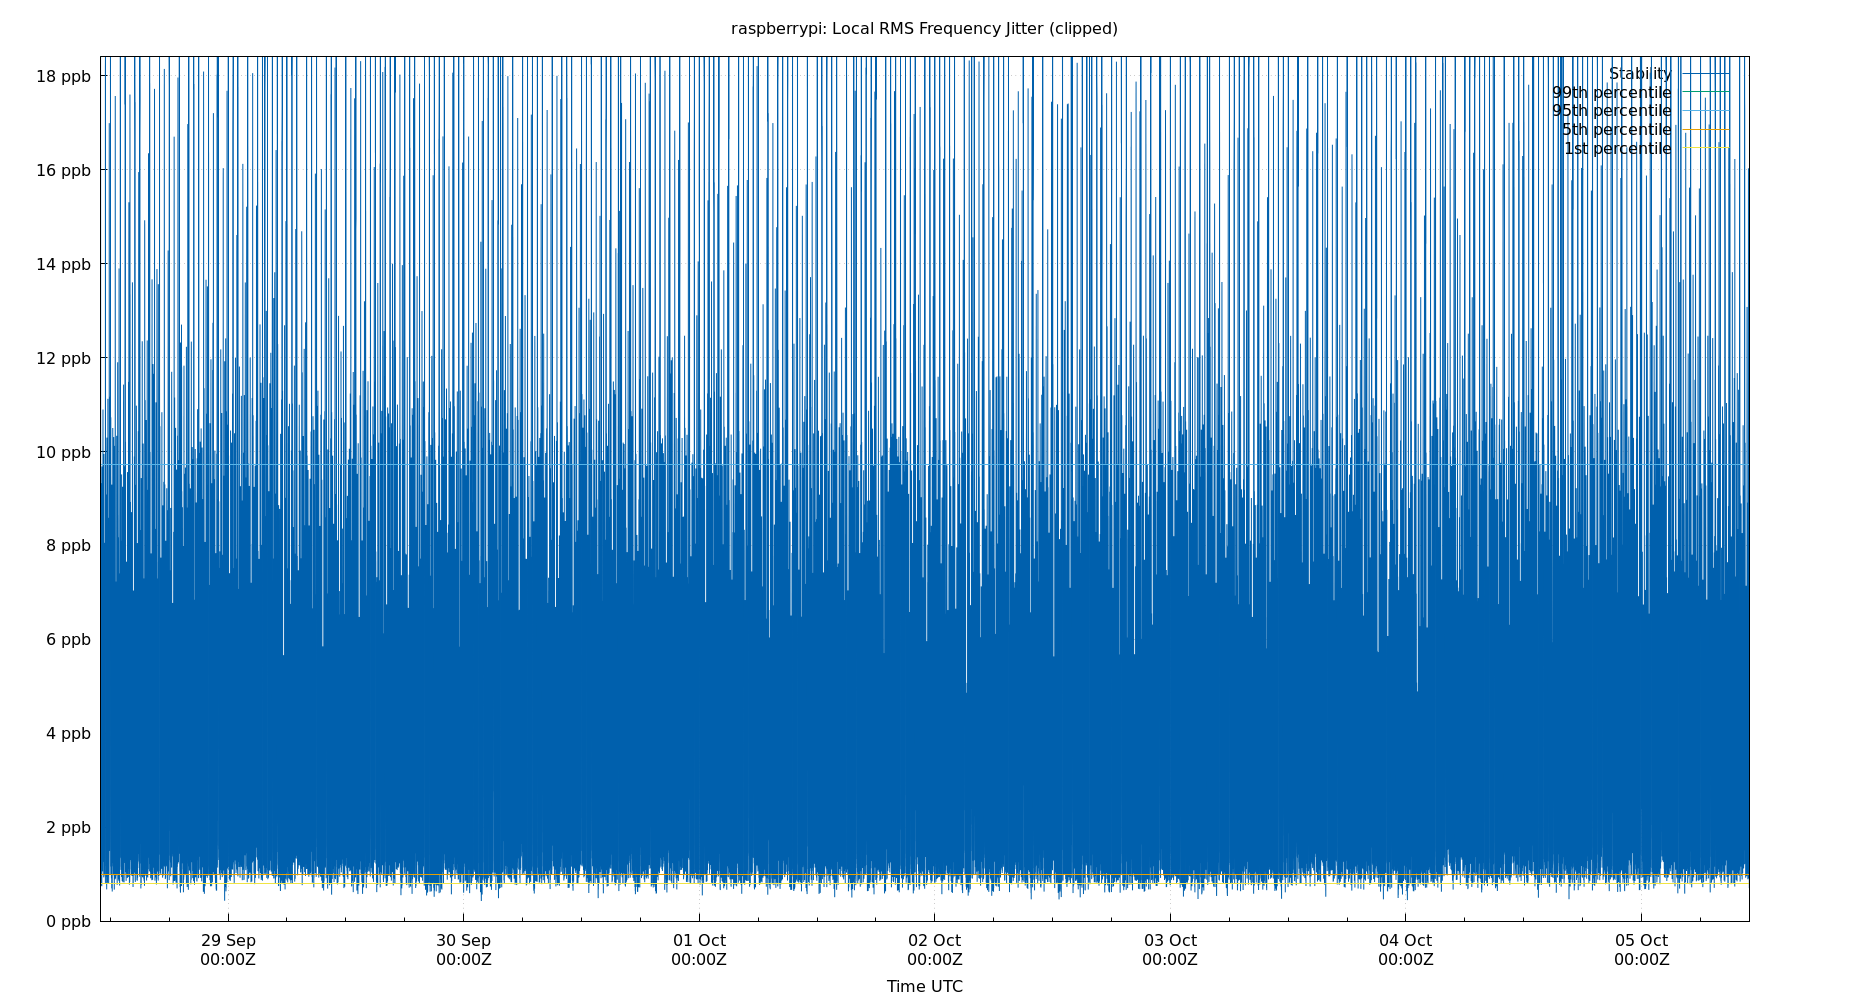 raspberrypi: Local RMS Frequency Jitter (clipped)
18 ppb
16 ppb
14 ppb
12 ppb
10 ppb
8 ppb
6 ppb
4 ppb
2 ppb
0 ppb
Stability
99th percentile
95th percentile
5th percentile
1st percentile
29 Sep
00:00Z
30 Sep
00:00Z
01 Oct
00:00Z
02 Oct
00:00Z
03 Oct
00:00Z
04 Oct
00:00Z
05 Oct
00:00Z
Time UTC